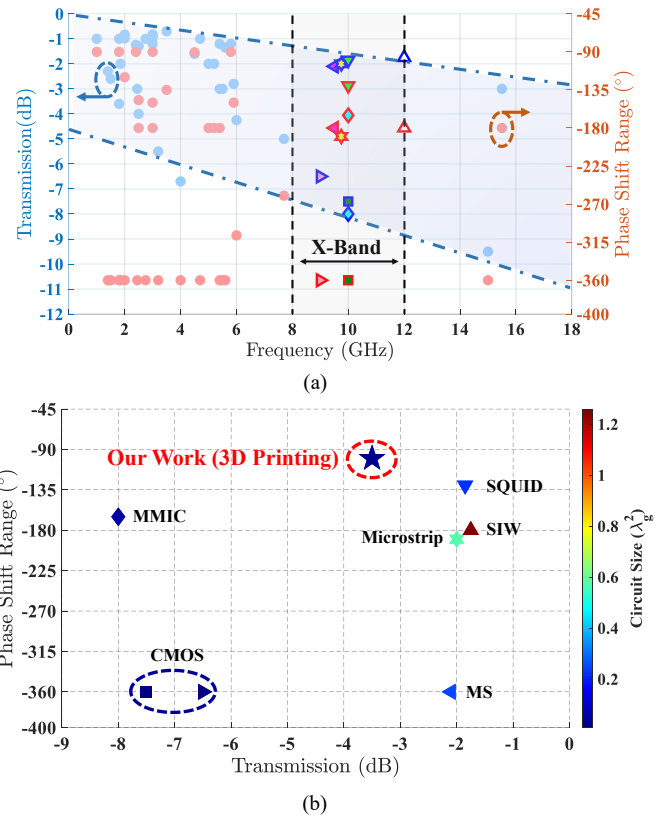 0
-1
-2
-3
-4
-5
-6
-7
-8
-9
-10
-11
-12
Transmission(dB)
-45
-90
-135
-180
-225
-270
-315
-360
-400
Phase Shift Range (°)
X-Band
0 2 4 6 8 10 12 14 16 18
Frequency (GHz)
(a)
-45
-90
-135
-180
-225
-270
-315
-360
-400
Phase Shift Range (°)
Our Work (3D Printing)
SQUID
MMIC
SIW
Microstrip
CMOS
MS
1.2
1
0.8
0.6
0.4
0.2
Circuit Size (λg²)
-9 -8 -7 -6 -5 -4 -3 -2 -1 0
Transmission (dB)
(b)